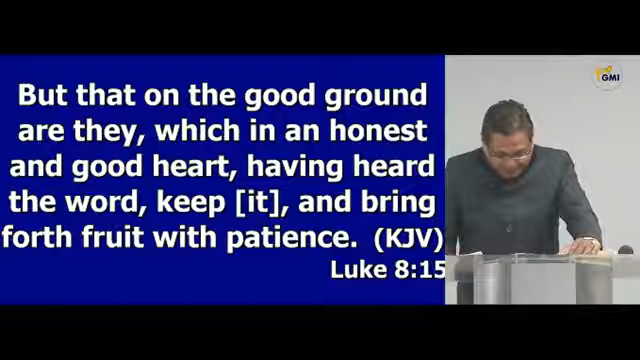 But that on the good ground
are they, which in an honest
and good heart, having heard
the word, keep [it], and bring
forth fruit with patience. (KJV)
Luke 8:15
GMI